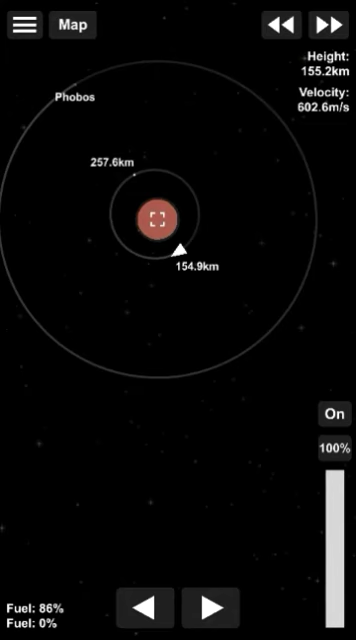 Map
Height:
155.2km
Velocity:
602.6m/s
Phobos
257.6km
154.9km
On
100%
Fuel: 86%
Fuel: 0%